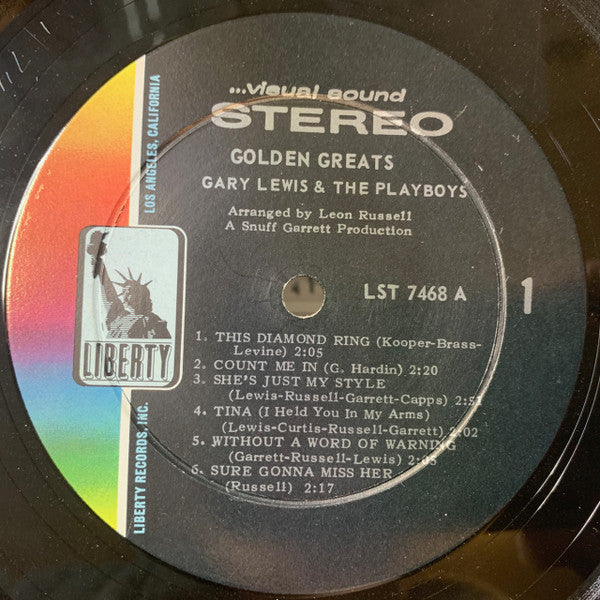 ...visual sound
STEREO
GOLDEN GREATS
GARY LEWIS & THE PLAYBOYS
Arranged by Leon Russell
A Snuff Garrett Production
LST 7468 A
1
1. THIS DIAMOND RING (Kooper-Brass-
Levine) 2:05
2. COUNT ME IN (G. Hardin) 2:20
3. SHE'S JUST MY STYLE
(Lewis-Russell-Garrett-Capps) 2:51
4. TINA (I Held You In My Arms)
(Lewis-Curtis-Russell-Garrett) 2:02
5. WITHOUT A WORD OF WARNING
(Garrett-Russell-Lewis)
6. SURE GONNA MISS HER
(Russell) 2:17
LIBERTY
LIBERTY RECORDS, INC.
LOS ANGELES, CALIFORNIA